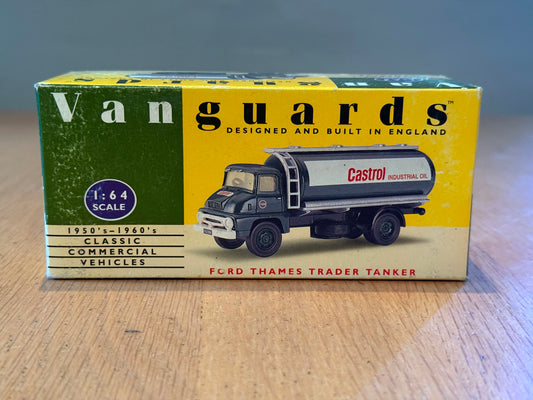 Vanguards™
DESIGNED AND BUILT IN ENGLAND
1:64
SCALE
1950's–1960's
CLASSIC
COMMERCIAL
VEHICLES
Castrol INDUSTRIAL OIL
FORD THAMES TRADER TANKER